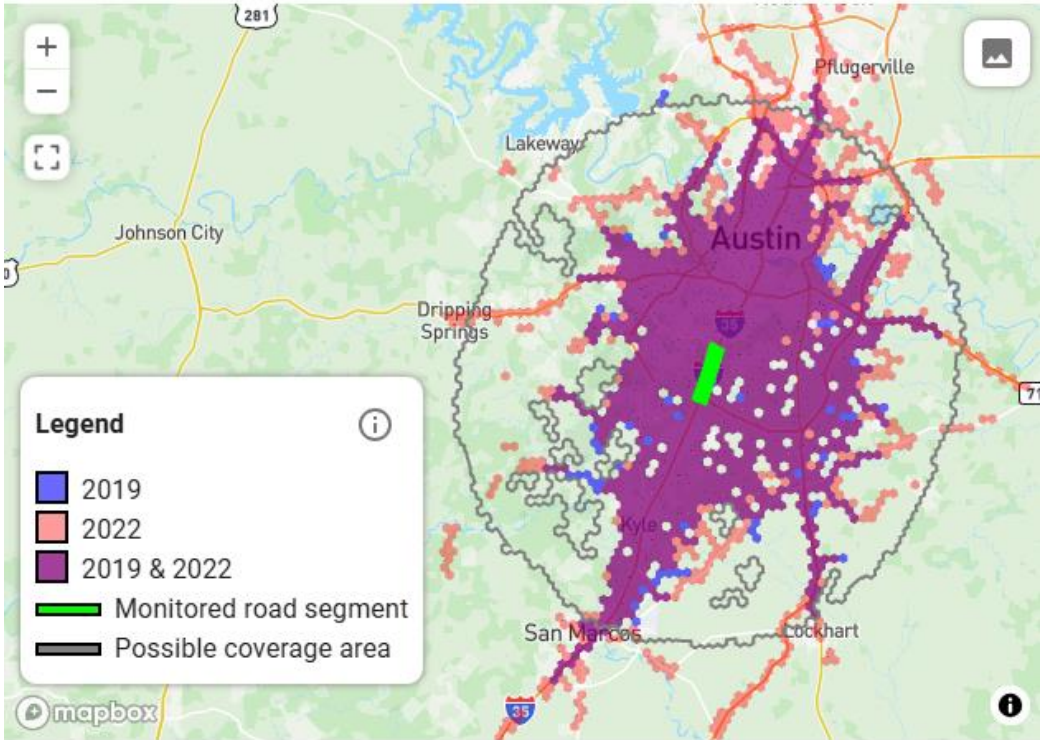 281
Pflugerville
Lakeway
Johnson City
Austin
Dripping
Springs
35
71
Legend
2019
2022
2019 & 2022
Monitored road segment
Possible coverage area
Kyle
San Marcos
Lockhart
35
mapbox